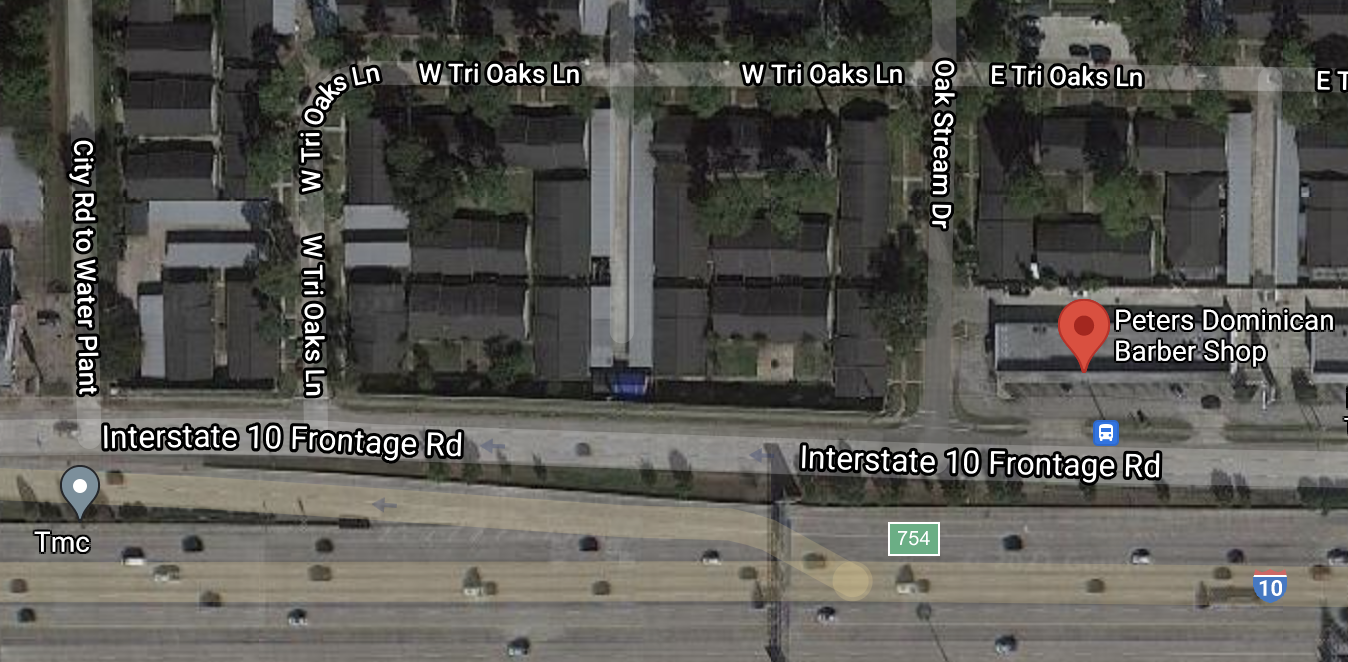 W Tri Oaks Ln
W Tri Oaks Ln
W Tri Oaks Ln
E Tri Oaks Ln
E T
Oak Stream Dr
City Rd to Water Plant
W Tri Oaks Ln
Peters Dominican
Barber Shop
Interstate 10 Frontage Rd
Interstate 10 Frontage Rd
Tmc
754
10